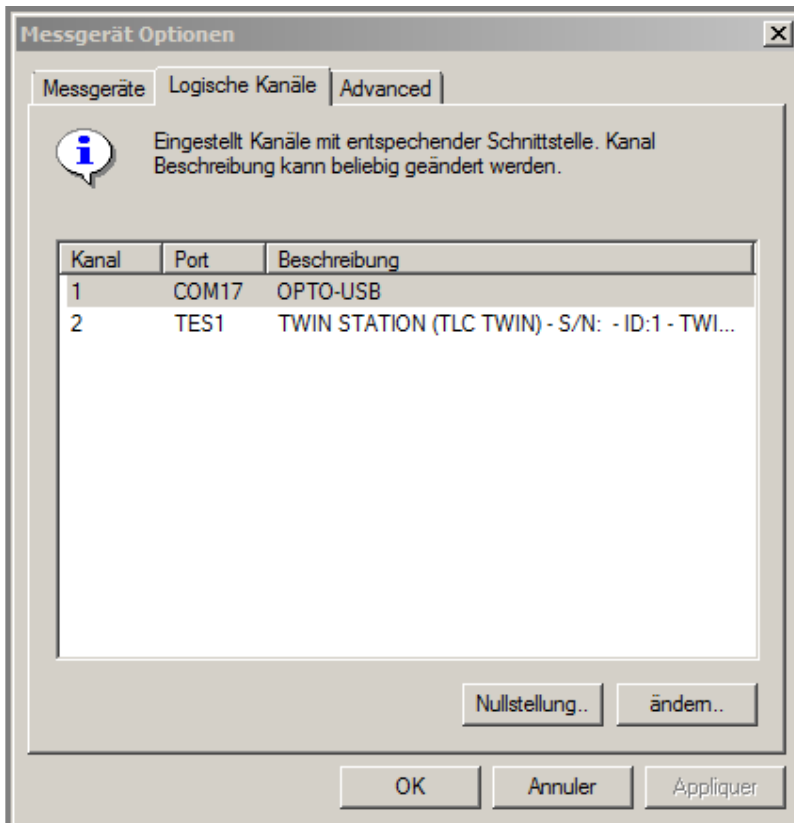 Messgerät Optionen
Messgeräte Logische Kanäle Advanced
Eingestellt Kanäle mit entspechender Schnittstelle. Kanal
Beschreibung kann beliebig geändert werden.
Kanal Port Beschreibung
1 COM17 OPTO-USB
2 TES1 TWIN STATION (TLC TWIN) - S/N: - ID:1 - TWI...
Nullstellung.. ändern..
OK Annuler Appliquer